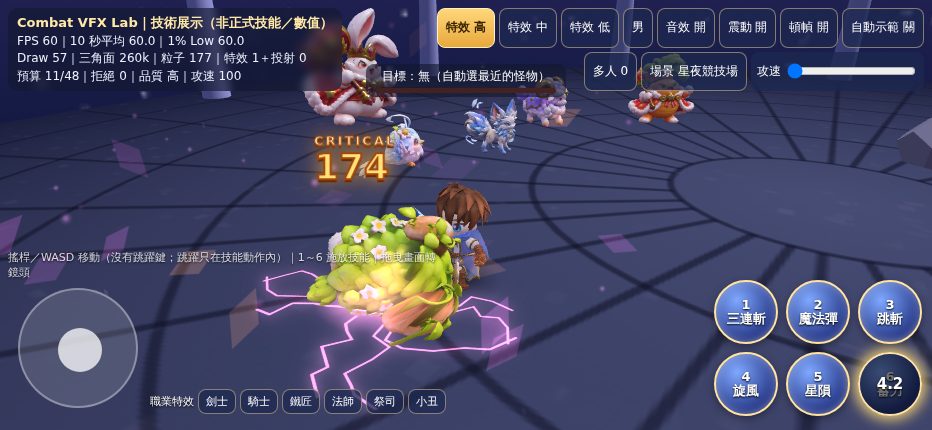 Combat VFX Lab｜技術展示（非正式技能／數值）
FPS 60｜10 秒平均 60.0｜1% Low 60.0
Draw 57｜三角面 260k｜粒子 177｜特效 1＋投射 0
預算 11/48｜拒絕 0｜品質 高｜攻速 100
特效 高
特效 中
特效 低
男
音效 開
震動 開
頓幀 開
自動示範 關
多人 0
場景 星夜競技場
攻速
目標：無（自動選最近的怪物）
CRITICAL
174
搖桿／WASD 移動（沒有跳躍鍵；跳躍只在技能動作內）｜1～6 施放技能｜拖曳畫面轉
鏡頭
1
三連斬
2
魔法彈
3
跳斬
4
旋風
5
星隕
6
4.2
職業特效
劍士
騎士
鐵匠
法師
祭司
小丑